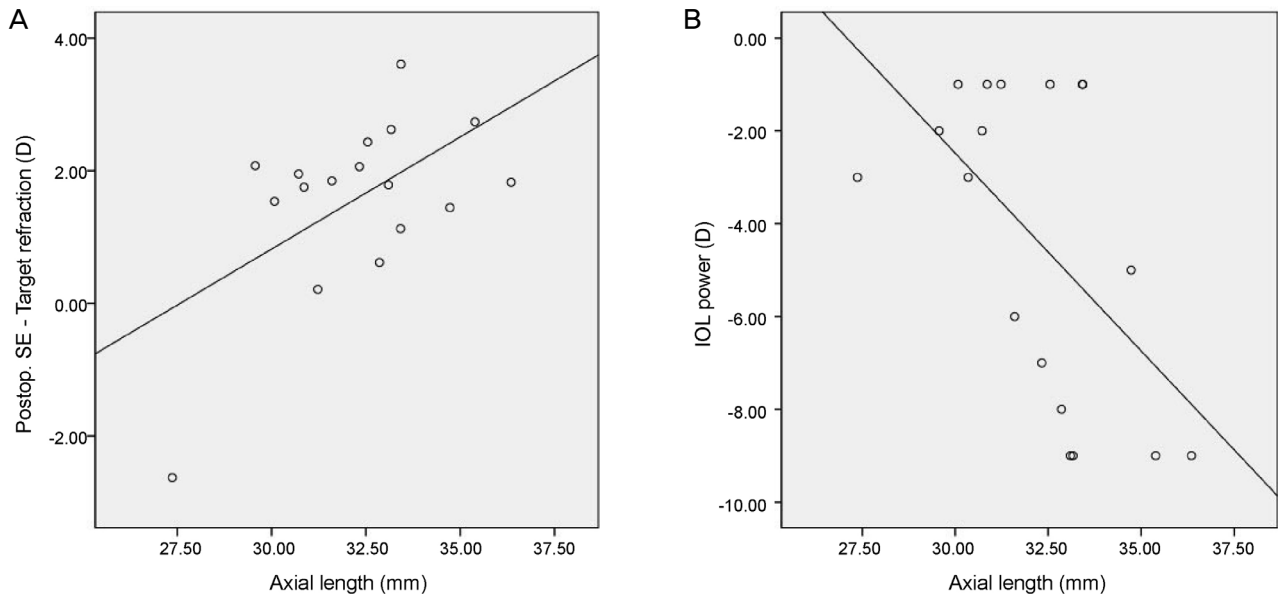 A
4.00
2.00
0.00
-2.00
Postop. SE - Target refraction (D)
27.50 30.00 32.50 35.00 37.50
Axial length (mm)
B
0.00
-2.00
-4.00
-6.00
-8.00
-10.00
IOL power (D)
27.50 30.00 32.50 35.00 37.50
Axial length (mm)